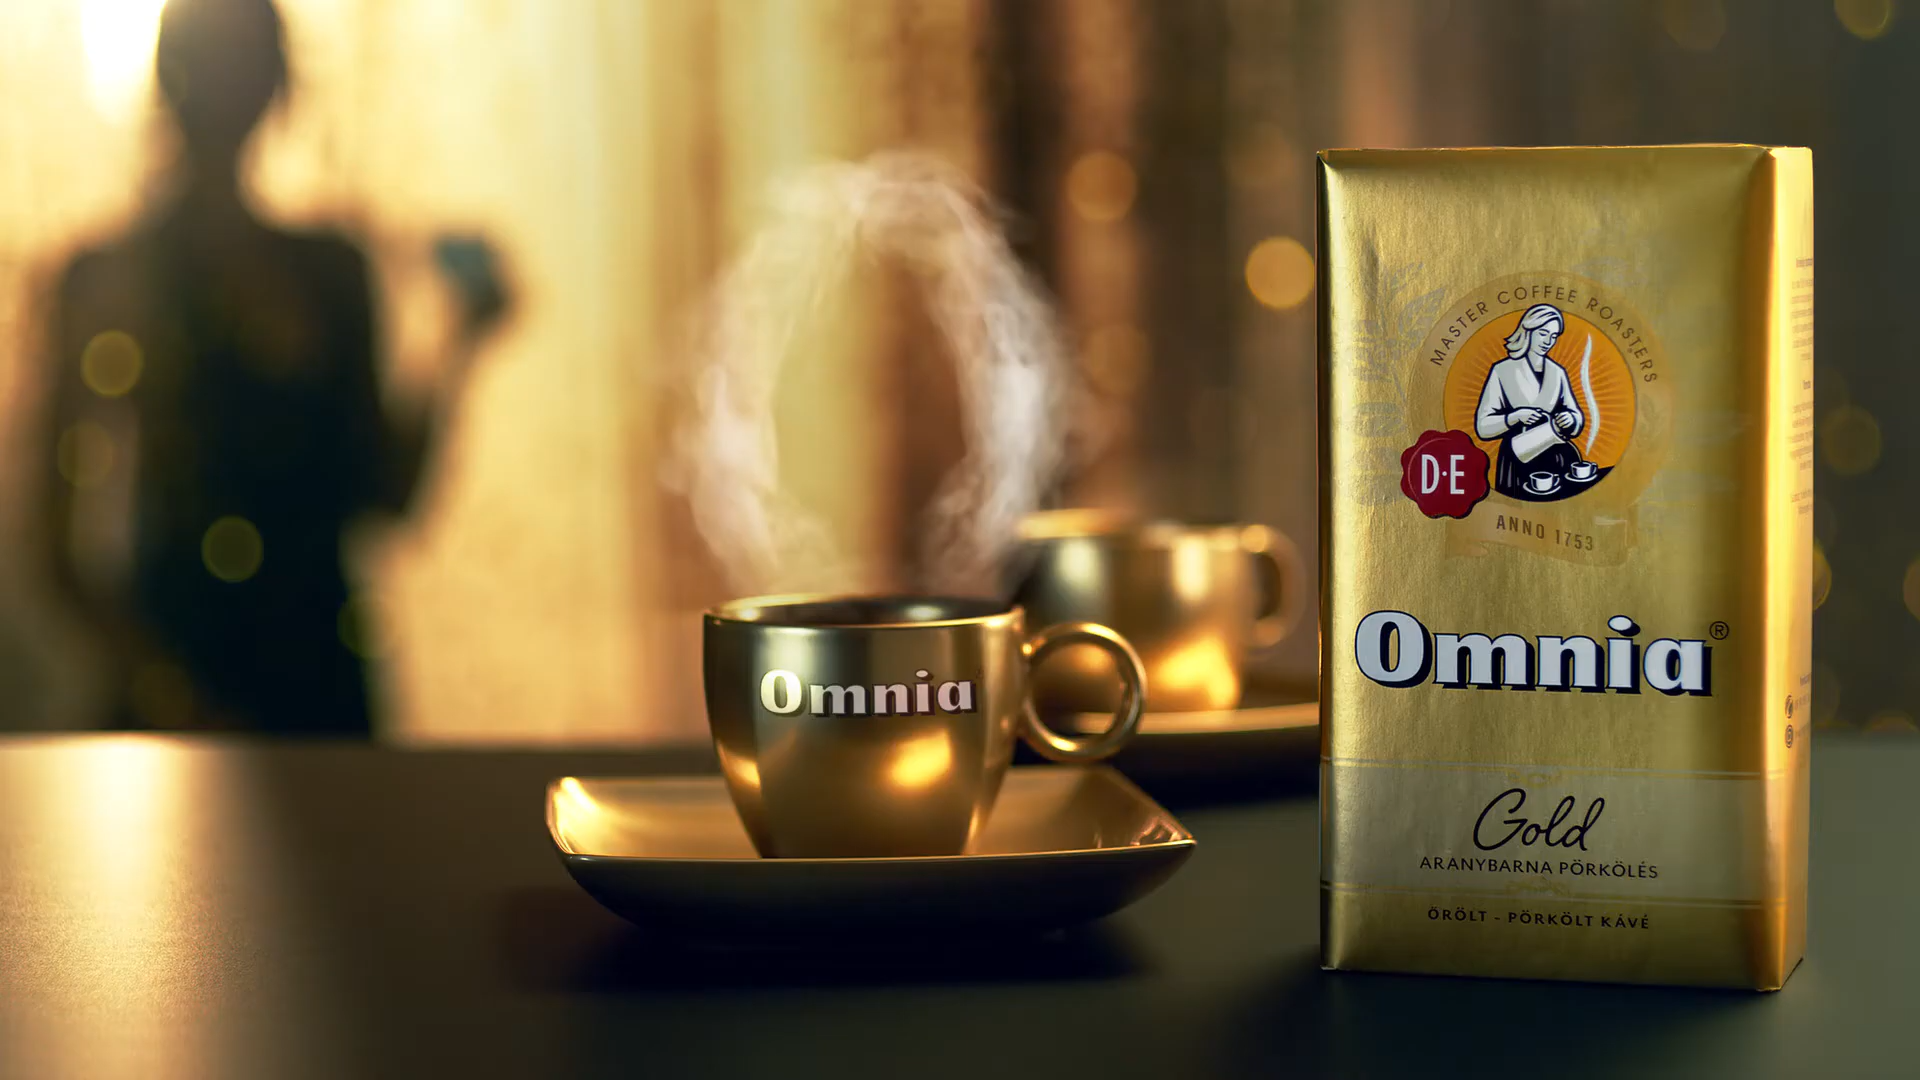 Omnia
MASTER COFFEE ROASTERS
D·E
ANNO 1753
Omnia®
Gold
ARANYBARNA PÖRKÖLÉS
ŐRÖLT - PÖRKÖLT KÁVÉ